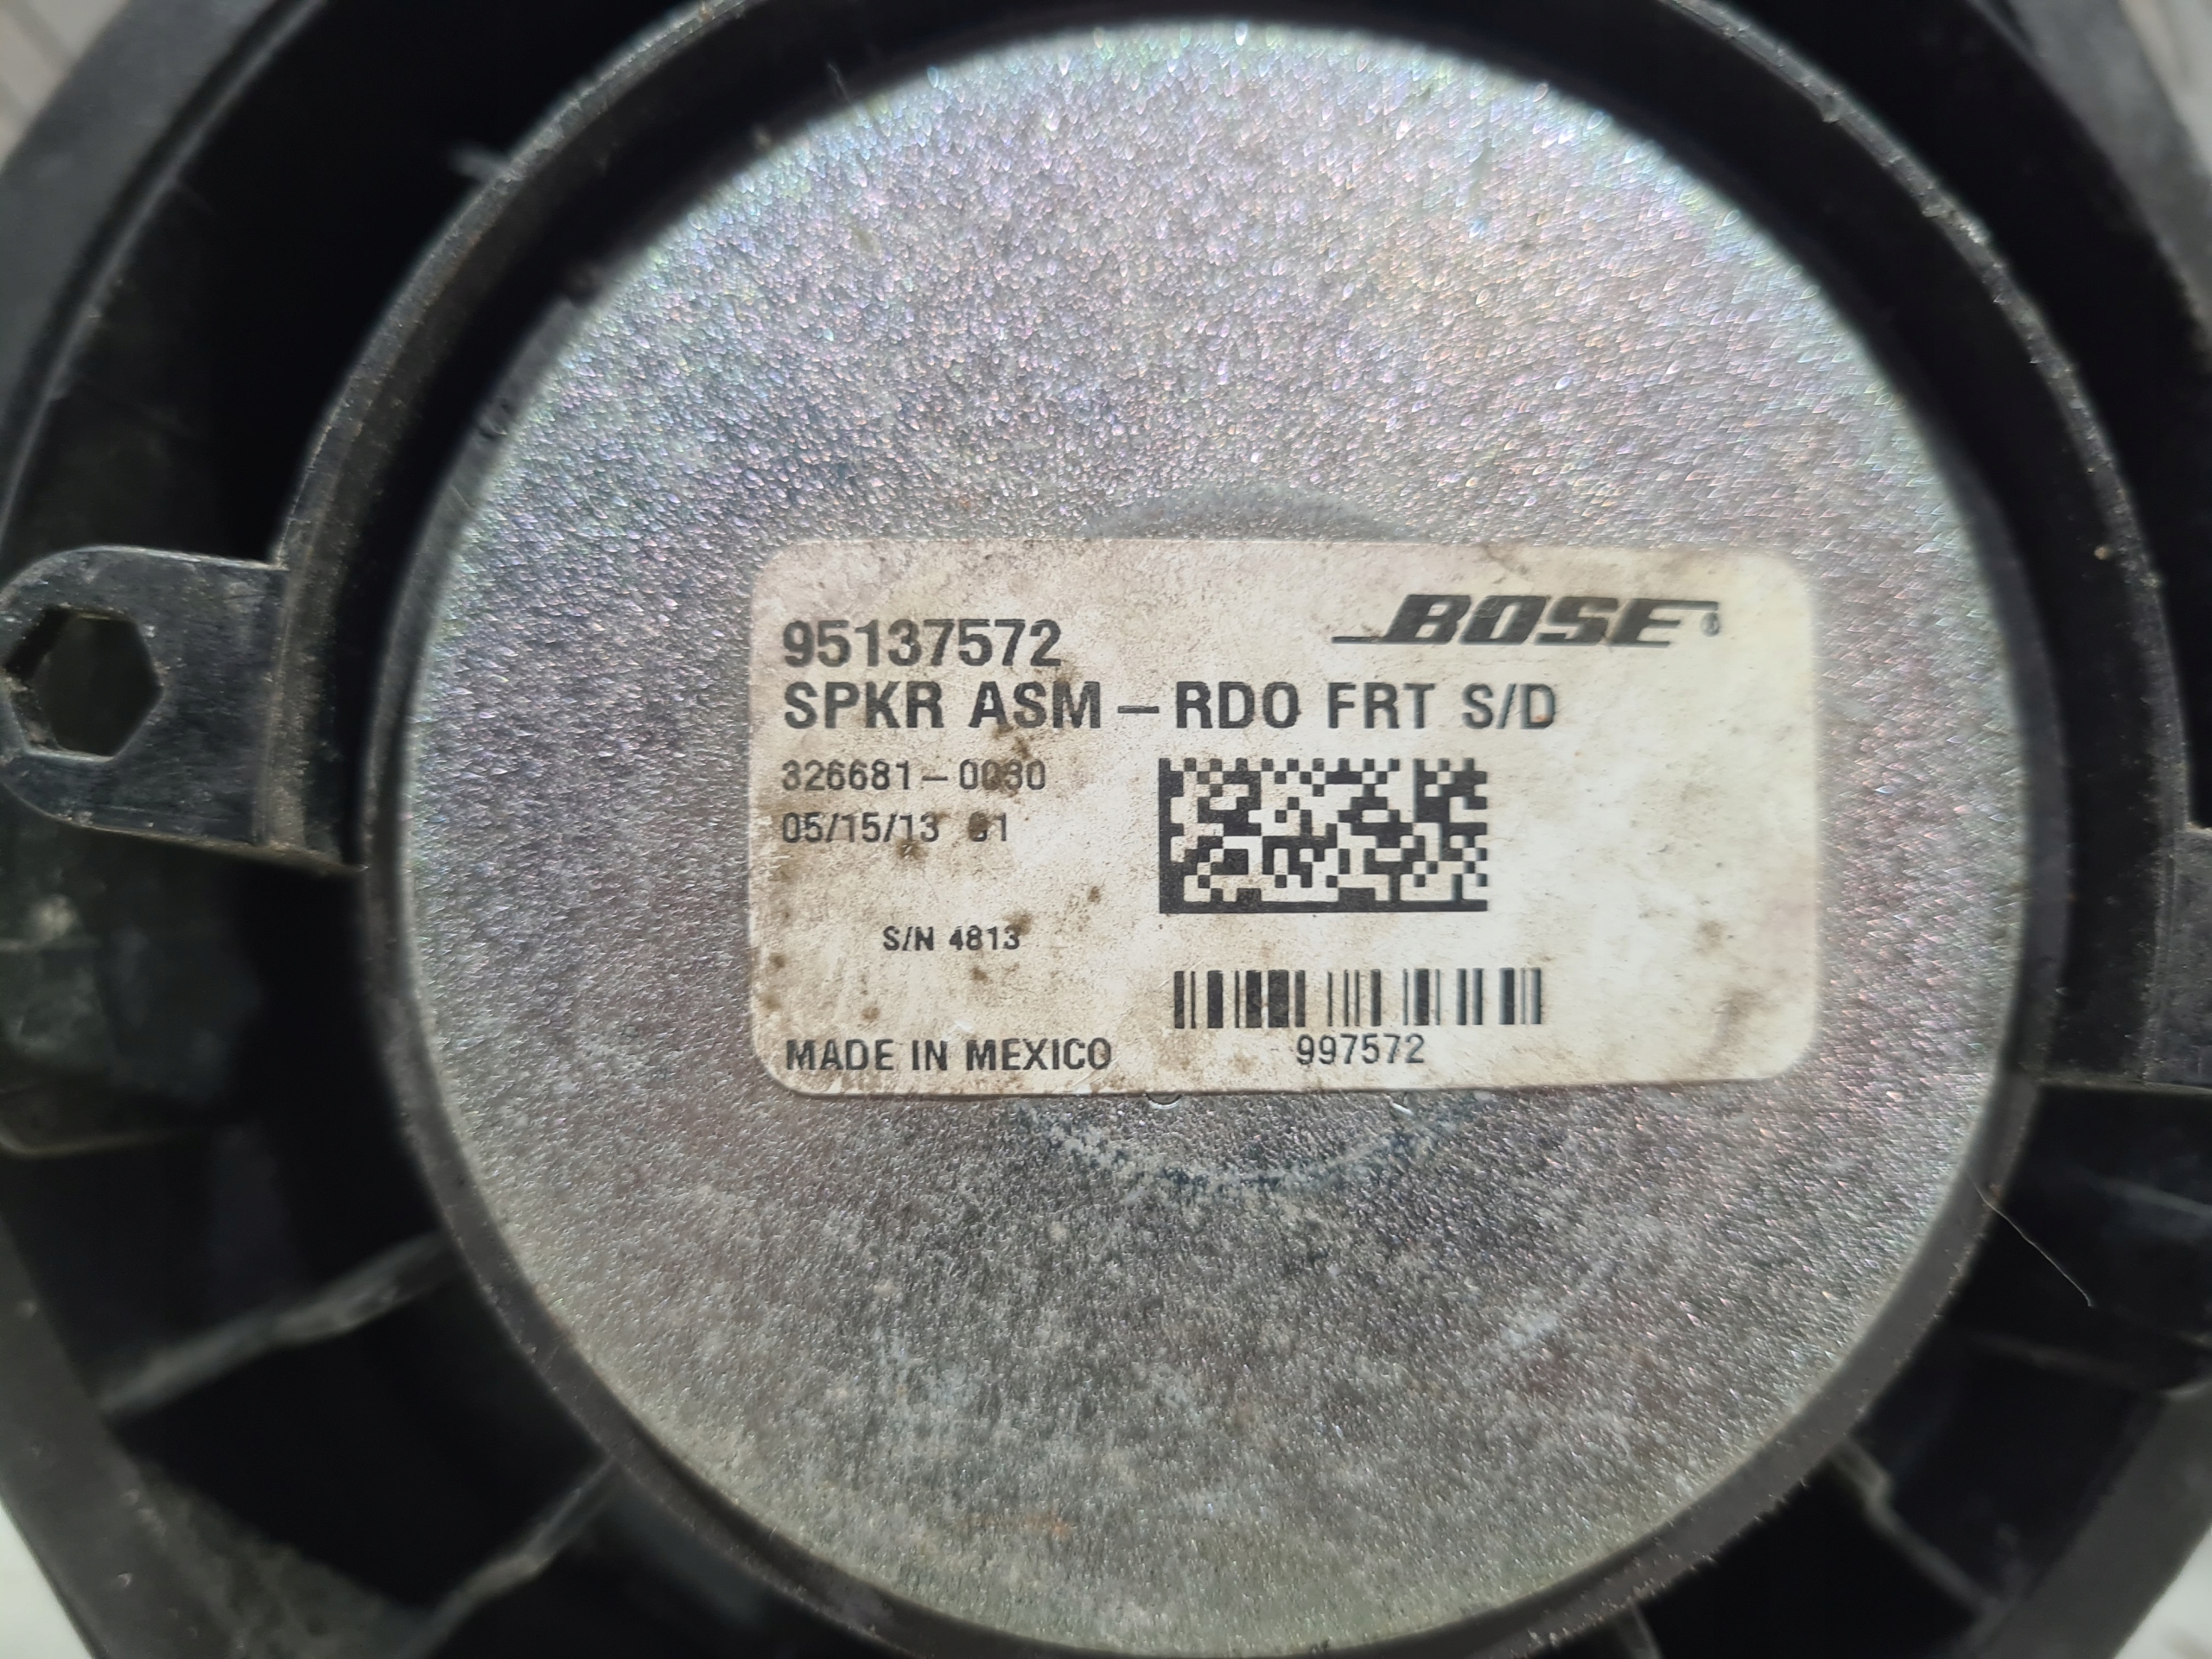 95137572 BOSE
SPKR ASM – RDO FRT S/D
326681–0030
05/15/13 01
S/N 4813
MADE IN MEXICO
997572